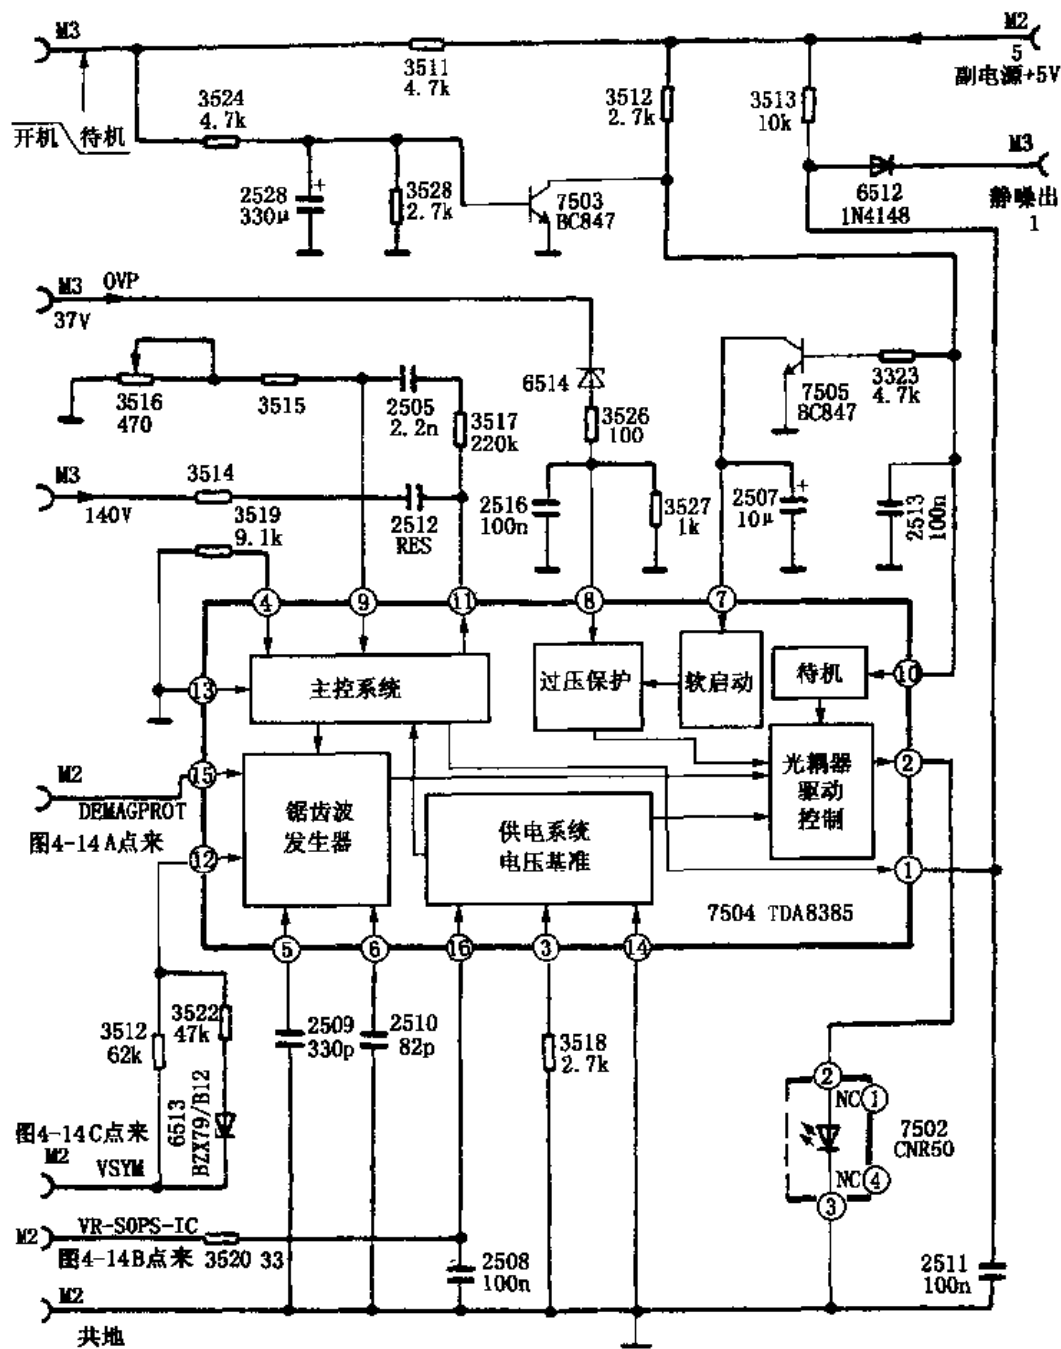 M3
M2
5
副电源+5V
3511
4.7k
3524
4.7k
3512
2.7k
3513
10k
开机
待机
M3
2528
330μ
+
3528
2.7k
7503
BC847
6512
1N4148
静噪出
1
M3
OVP
37V
3516
470
3515
2505
2.2n
3517
220k
6514
3526
100
7505
BC847
3323
4.7k
M3
140V
3514
3519
9.1k
2512
RES
2516
100n
3527
1k
2507
10μ
+
2513
100n
4
9
11
8
7
13
主控系统
过压保护
软启动
待机
10
15
M2
DEMAGPROT
图4-14A点来
12
锯齿波
发生器
供电系统
电压基准
光耦器
驱动
控制
2
1
7504 TDA8385
5
6
16
3
14
3512
62k
3522
47k
6513
BZX79/B12
2509
330p
2510
82p
3518
2.7k
图4-14C点来
M2
VSYM
2
NC
1
7502
CNR50
NC
4
3
M2
VR-SOPS-IC
图4-14B点来
3520 33
2508
100n
2511
100n
M2
共地